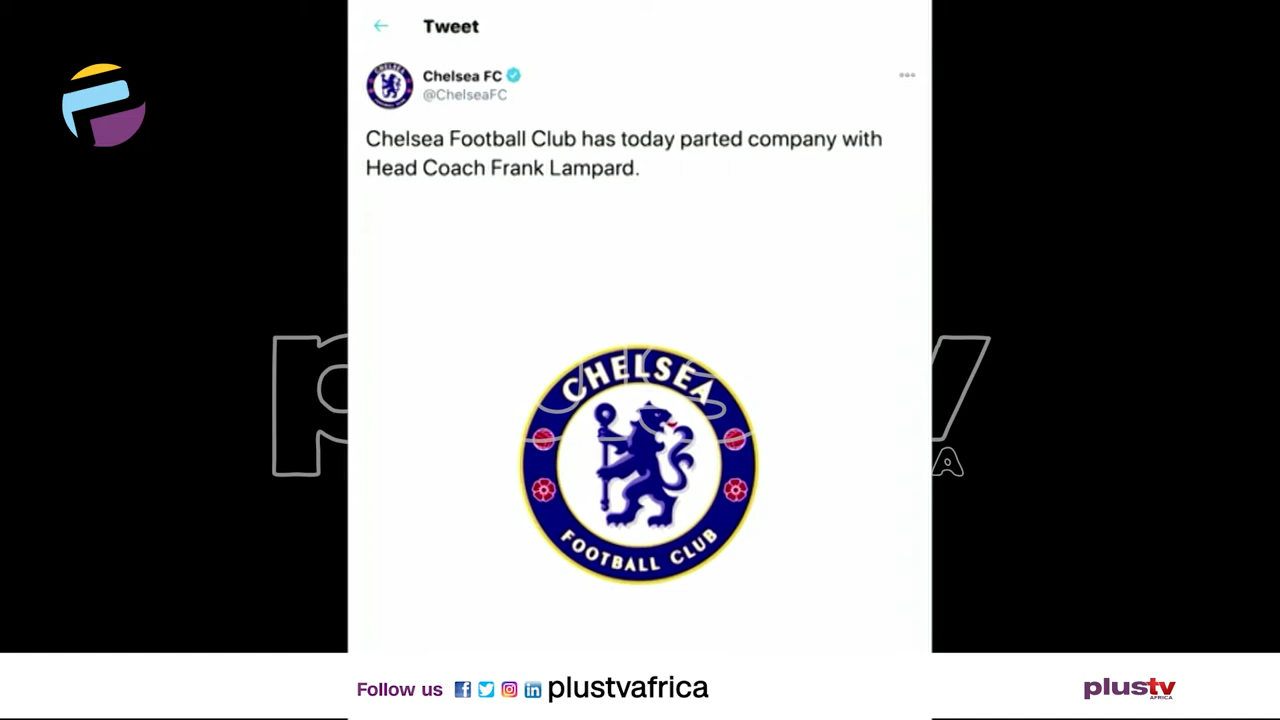 Tweet
Chelsea FC
@ChelseaFC
Chelsea Football Club has today parted company with
Head Coach Frank Lampard.
CHELSEA
FOOTBALL CLUB
Follow us
plustvafrica
plustv
AFRICA